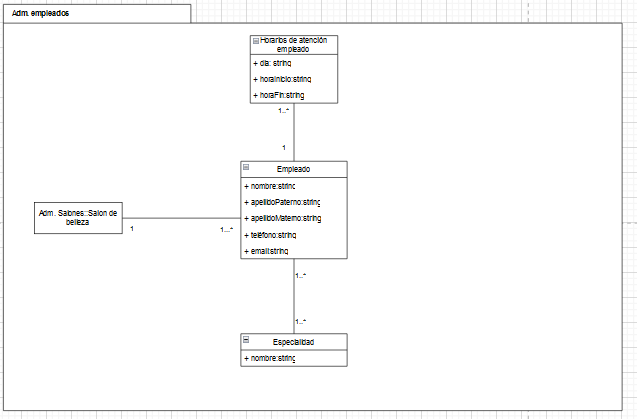 Adm. empleados
Horarios de atención
empleado
+ dia: string
+ horaInicio:string
+ horaFin:string
1..*
1
Empleado
+ nombre:string
+ apellidoPaterno:string
+ apellidoMaterno:string
+ teléfono:string
+ email:string
Adm. Salones::Salon de
belleza
1
1...*
1..*
1..*
Especialidad
+ nombre:string